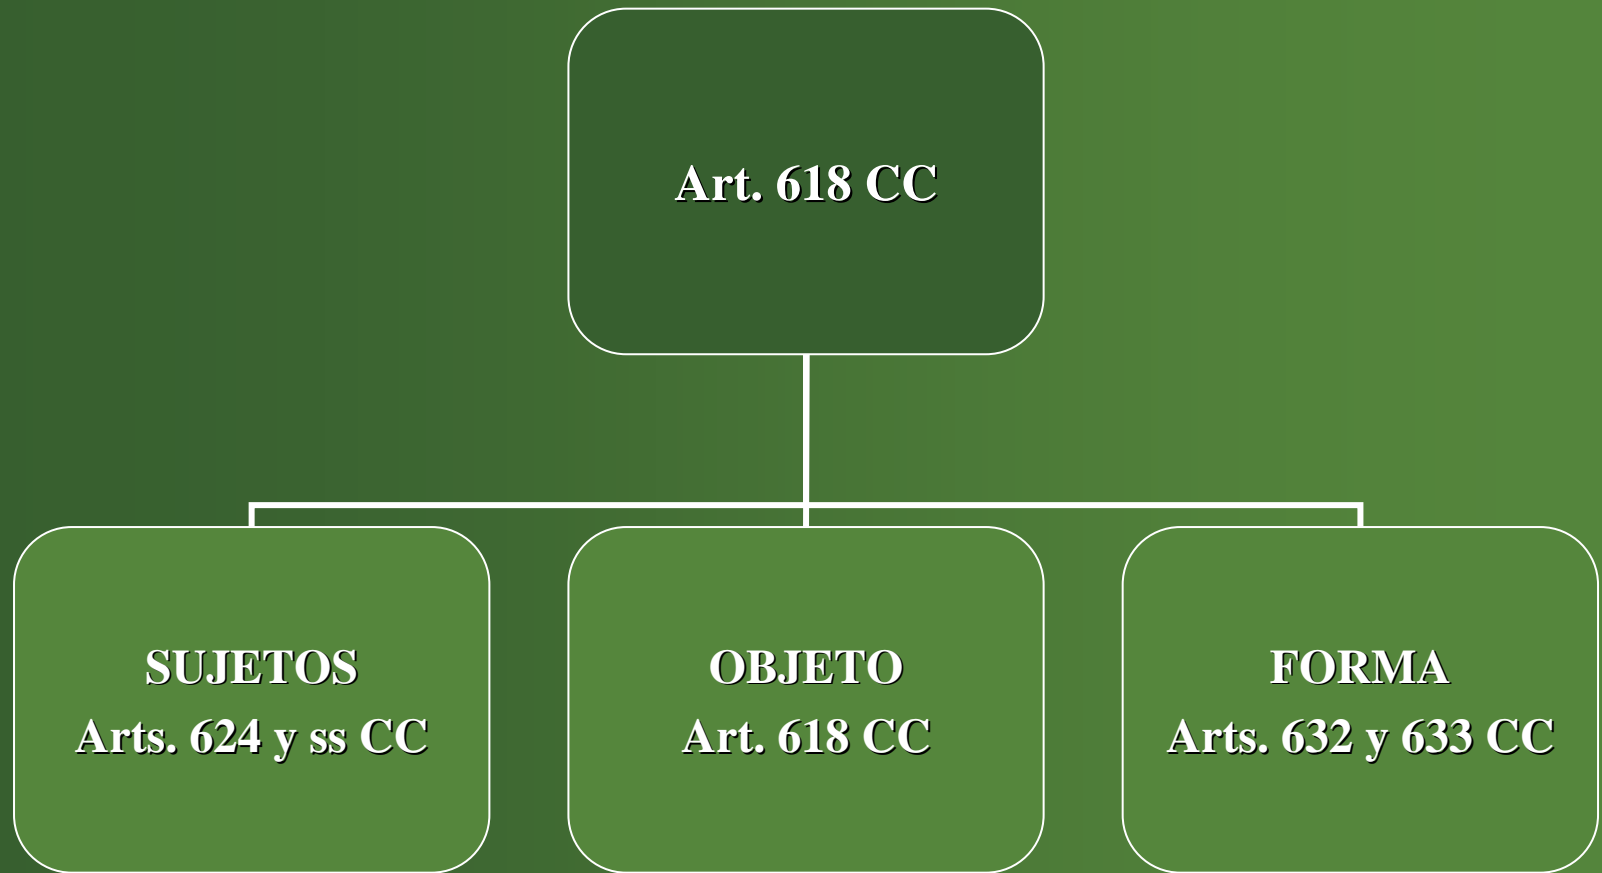 Art. 618 CC
SUJETOS
Arts. 624 y ss CC
OBJETO
Art. 618 CC
FORMA
Arts. 632 y 633 CC